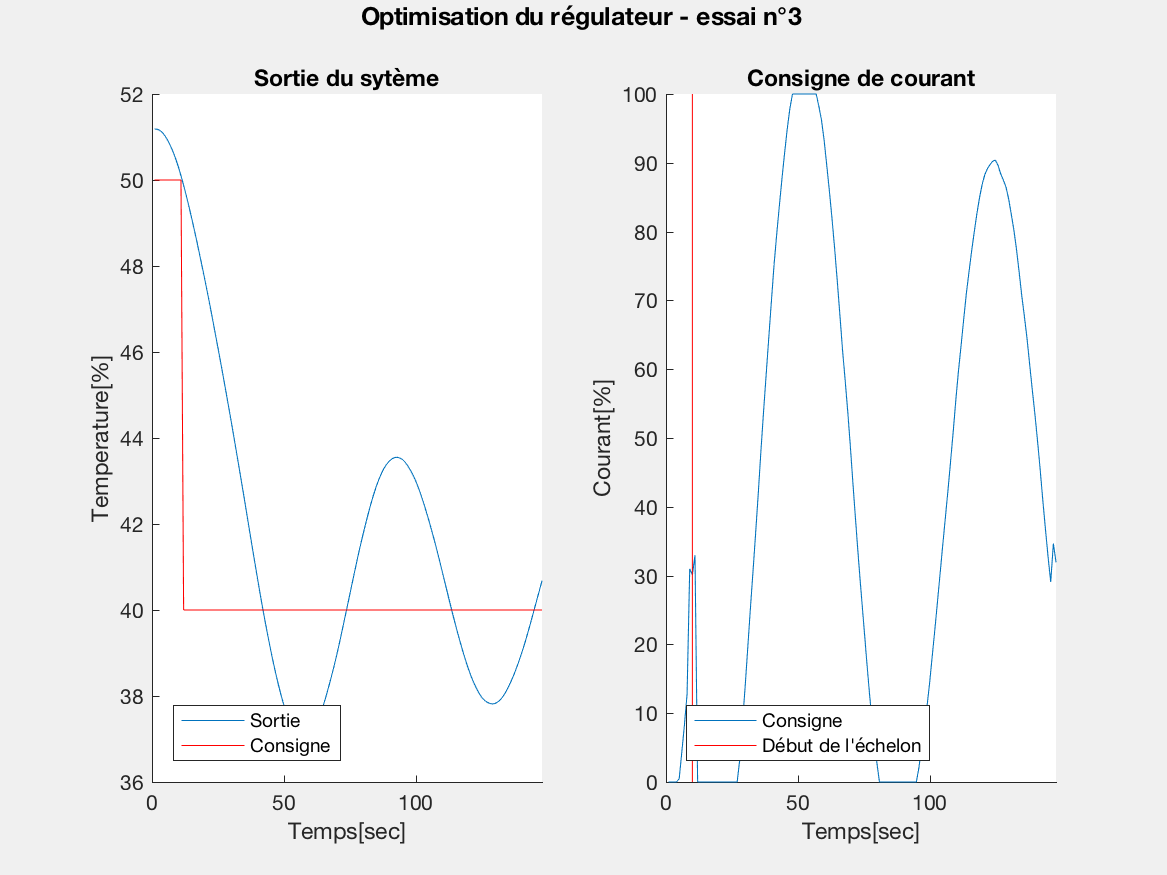 Optimisation du régulateur - essai n°3
Sortie du sytème
52
50
48
46
44
42
40
38
36
0
50
100
Temperature[%]
Temps[sec]
Sortie
Consigne
Consigne de courant
100
90
80
70
60
50
40
30
20
10
0
0
50
100
Courant[%]
Temps[sec]
Consigne
Début de l'échelon